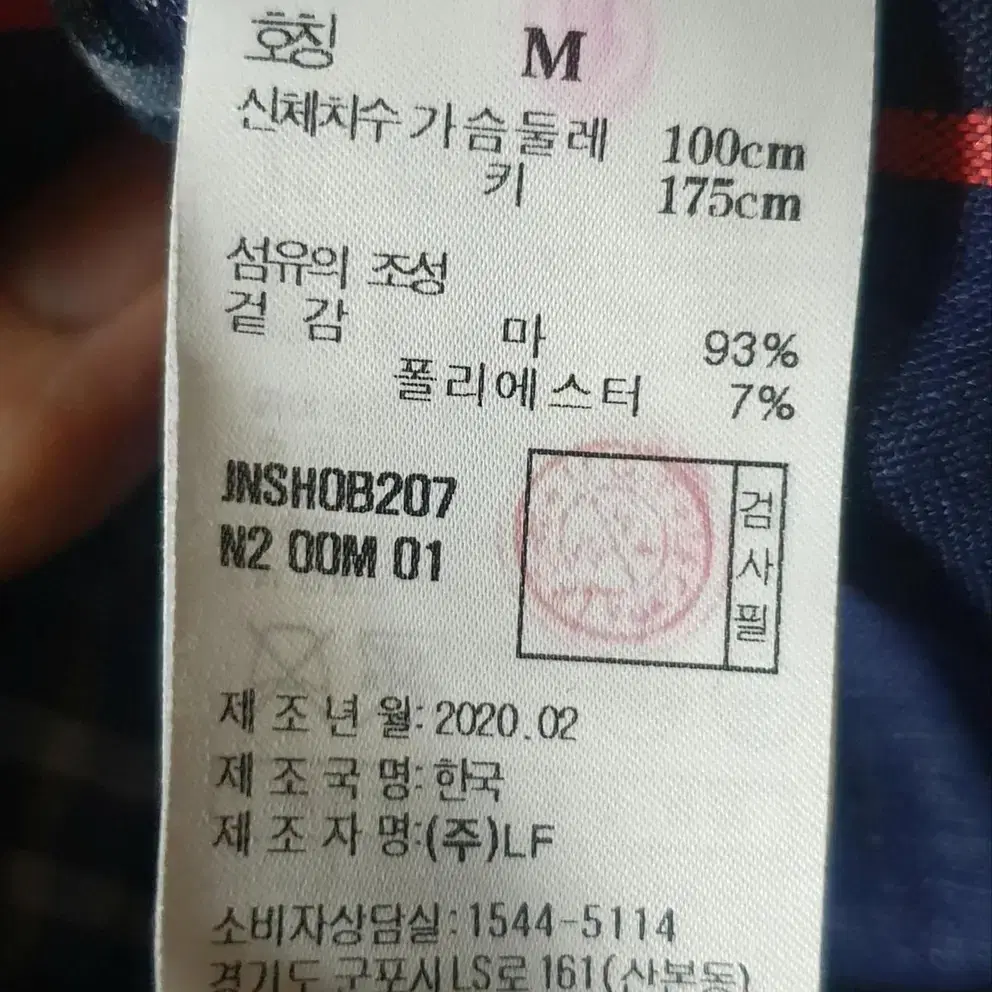 호칭 M
신체치수 가슴둘레 100cm
키 175cm
섬유의 조성
겉 감 마 93%
폴리에스터 7%
JNSH0B207
N2 00M 01
검사필
제 조 년 월: 2020.02
제 조 국 명: 한국
제 조 자 명:(주)LF
소비자상담실: 1544-5114
경기도 군포시 LS로 161(산본동)